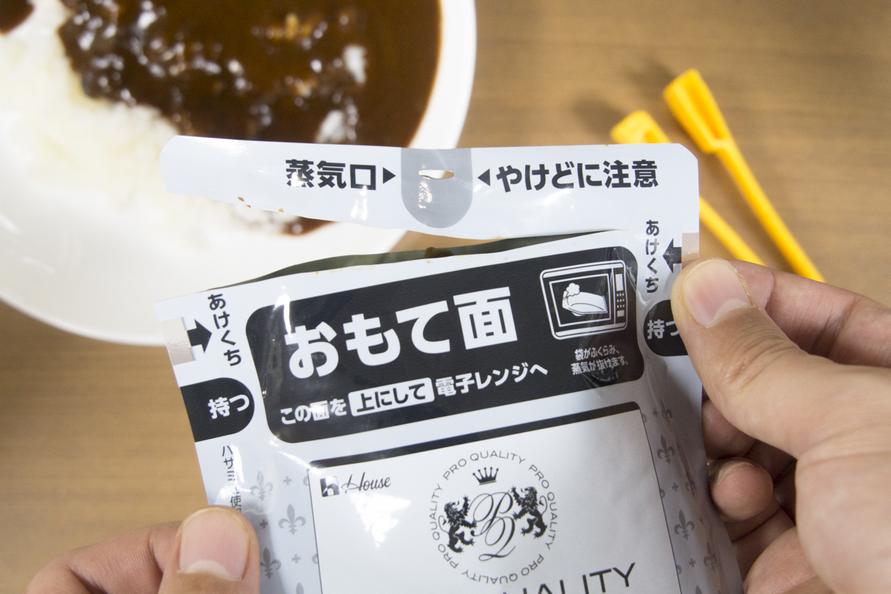 蒸気口▶ ◀やけどに注意
あけくち
あけくち
おもて面
持つ
持つ
この面を 上にして 電子レンジへ
袋がふくらみ、
蒸気が抜けます。
House
PRO QUALITY PRO QUALITY PRO QUALITY
PQ